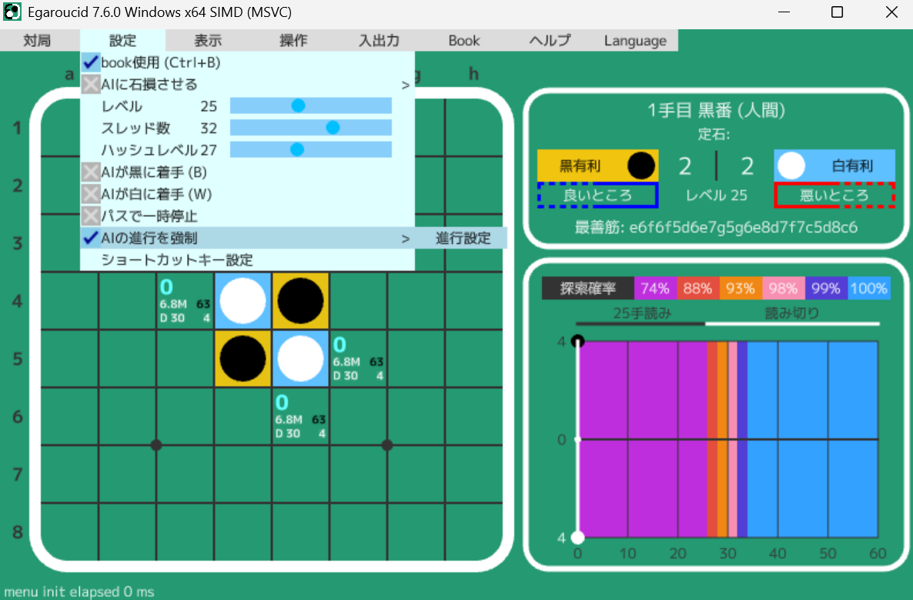 Egaroucid 7.6.0 Windows x64 SIMD (MSVC)
対局 設定 表示 操作 入出力 Book ヘルプ Language
book使用 (Ctrl+B)
AIに石損させる >
レベル 25
スレッド数 32
ハッシュレベル 27
AIが黒に着手 (B)
AIが白に着手 (W)
パスで一時停止
AIの進行を強制 > 進行設定
ショートカットキー設定
a g h
1
2
3
4
5
6
7
8
0
6.8M 63
D 30 4
0
6.8M 63
D 30 4
0
6.8M 63
D 30 4
1手目 黒番 (人間)
定石:
黒有利 2 2 白有利
良いところ レベル 25 悪いところ
最善筋: e6f6f5d6e7g5g6e8d7f7c5d8c6
探索確率 74% 88% 93% 98% 99% 100%
25手読み 読み切り
4
0
4
0 10 20 30 40 50 60
menu init elapsed 0 ms